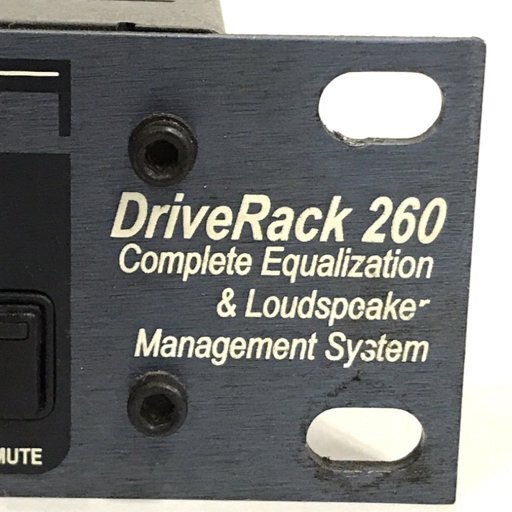 DriveRack 260
Complete Equalization
& Loudspeaker
Management System
MUTE